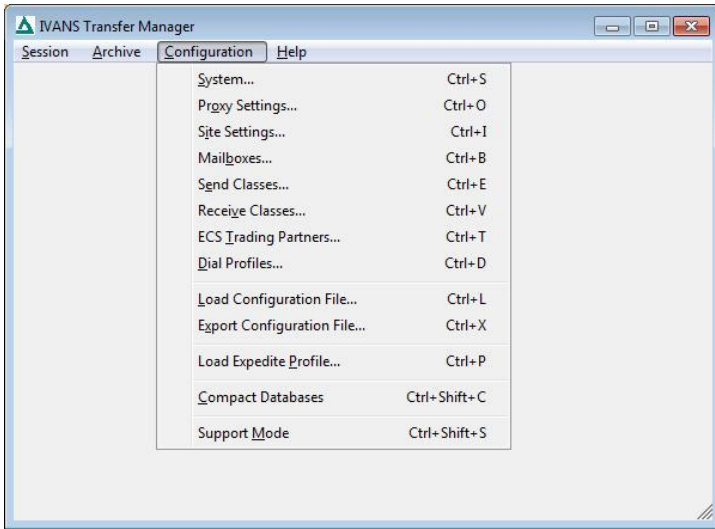 IVANS Transfer Manager
Session Archive Configuration Help
System... Ctrl+S
Proxy Settings... Ctrl+O
Site Settings... Ctrl+I
Mailboxes... Ctrl+B
Send Classes... Ctrl+E
Receive Classes... Ctrl+V
ECS Trading Partners... Ctrl+T
Dial Profiles... Ctrl+D
Load Configuration File... Ctrl+L
Export Configuration File... Ctrl+X
Load Expedite Profile... Ctrl+P
Compact Databases Ctrl+Shift+C
Support Mode Ctrl+Shift+S